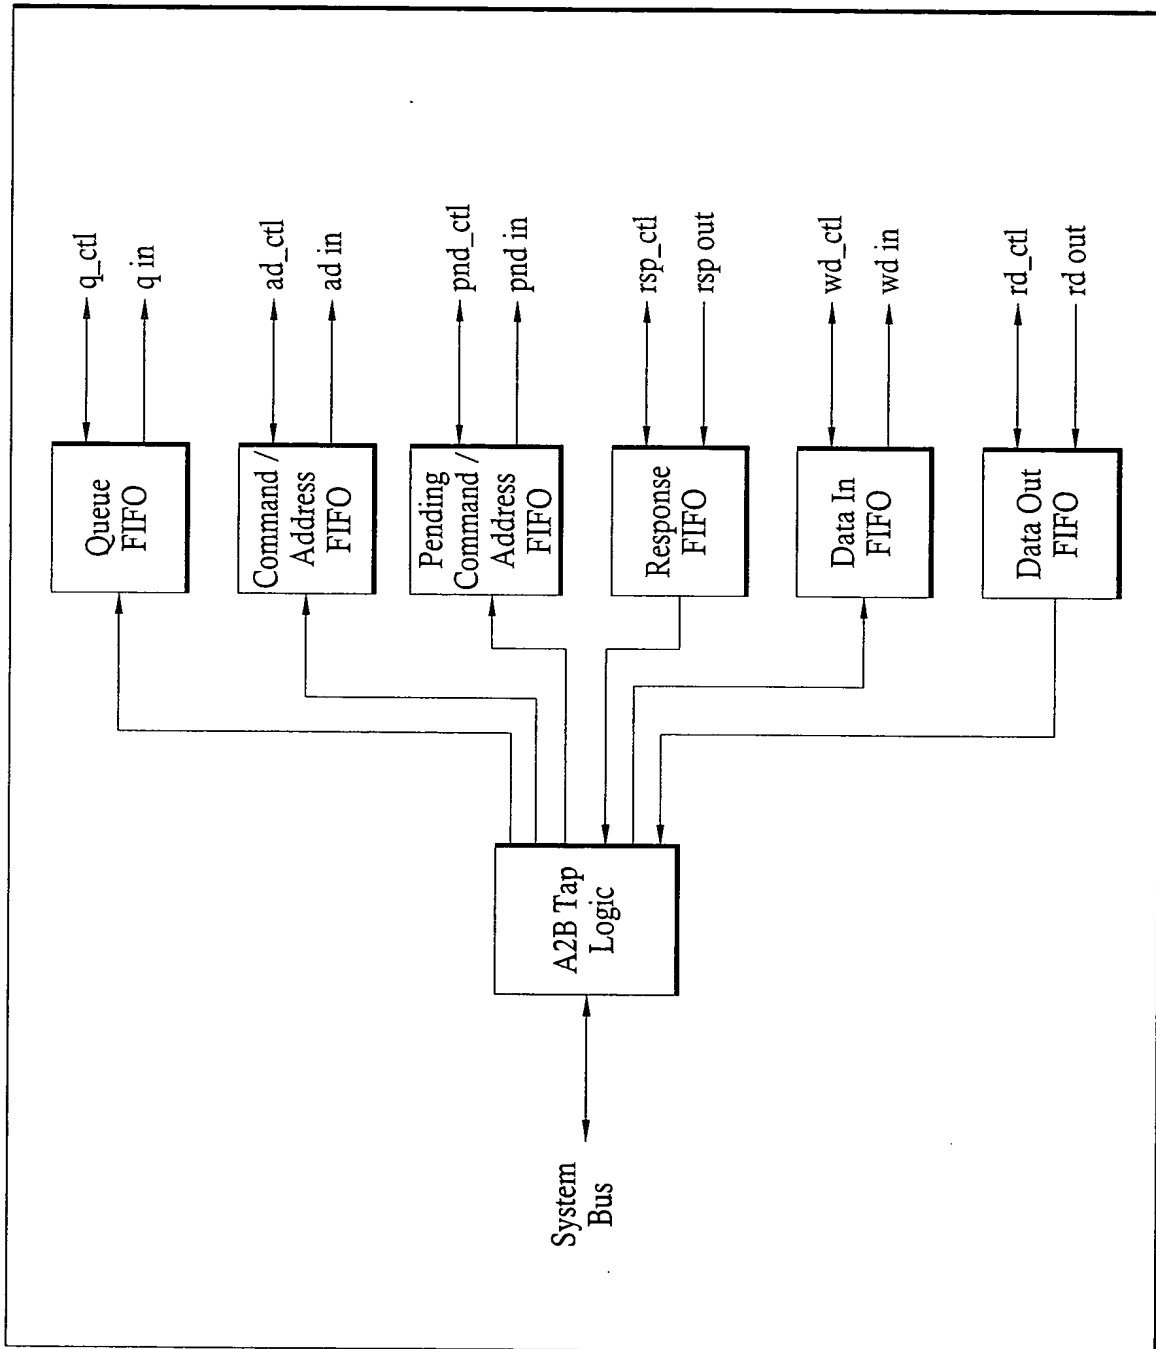 System
Bus
A2B Tap
Logic
Queue
FIFO
q_ctl
q in
Command /
Address
FIFO
ad_ctl
ad in
Pending
Command /
Address
FIFO
pnd_ctl
pnd in
Response
FIFO
rsp_ctl
rsp out
Data In
FIFO
wd_ctl
wd in
Data Out
FIFO
rd_ctl
rd out